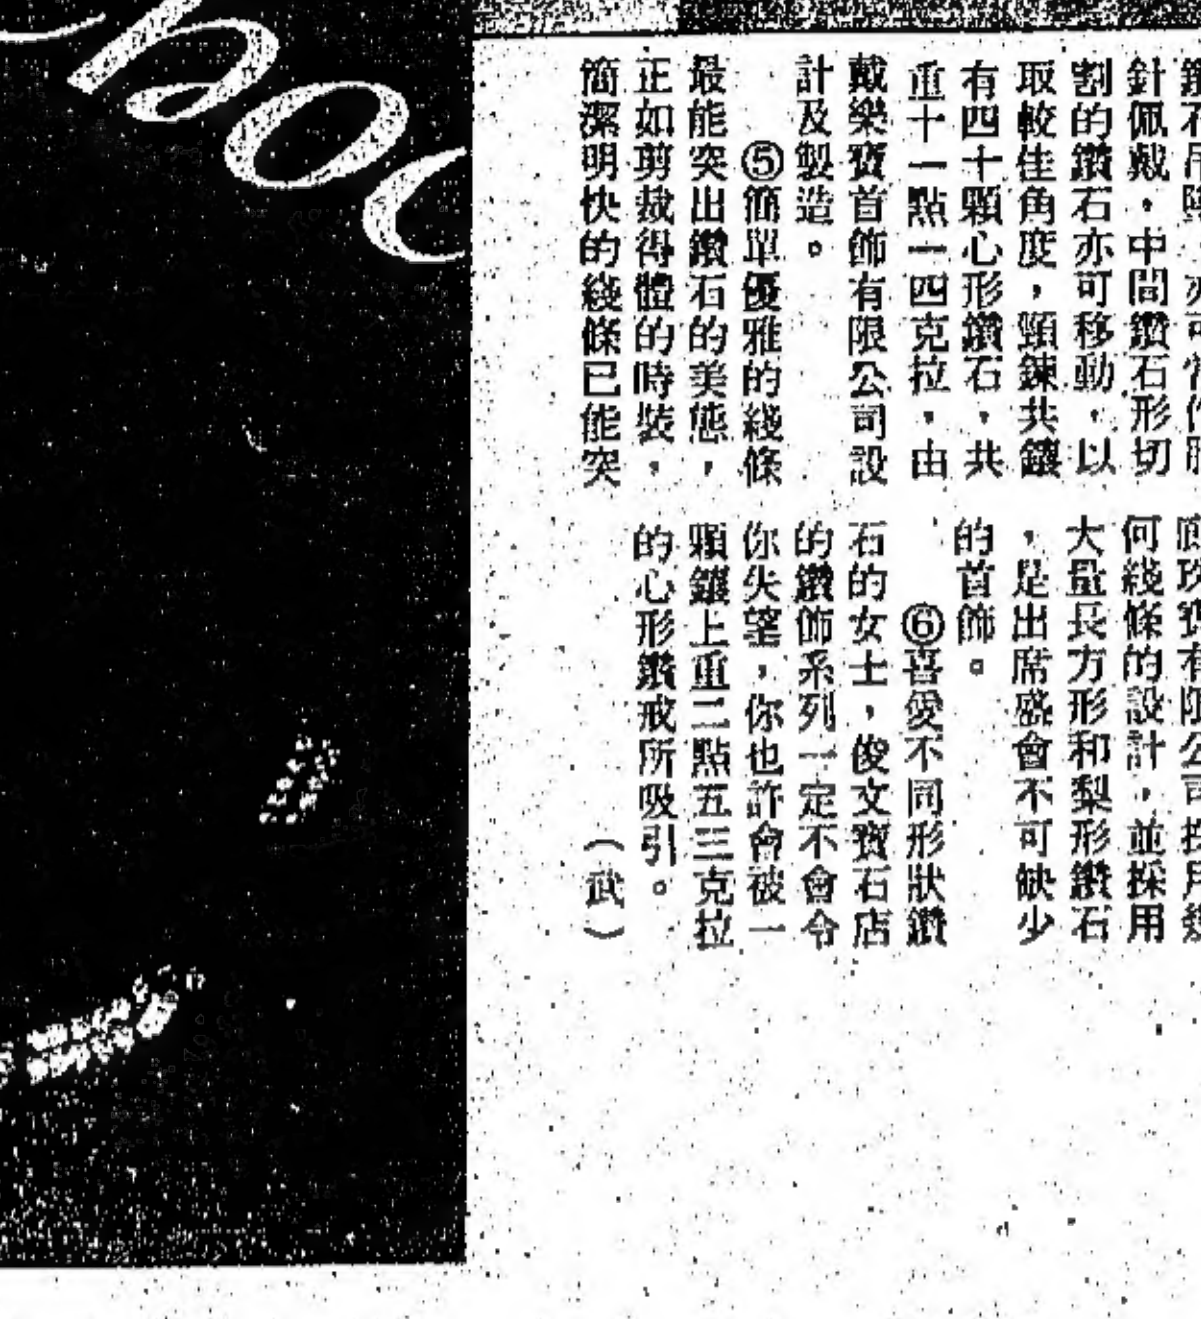 針佩戴，中間鑽石形切
割的鑽石亦可移動，以
取較佳角度，頸鍊共鑲
有四十顆心形鑽石，共
重十一點一四克拉，由
戴樂寶首飾有限公司設
計及製造。
⑤簡單優雅的綫條
最能突出鑽石的美態，
正如剪裁得體的時裝，
簡潔明快的綫條已能突
何綫條的設計，並採用
大量長方形和梨形鑽石
，是出席盛會不可缺少
的首飾。
⑥喜愛不同形狀鑽
石的女士，俊文寶石店
的鑽飾系列一定不會令
你失望，你也許會被一
顆鑲上重二點五三克拉
的心形鑽戒所吸引。
（武）